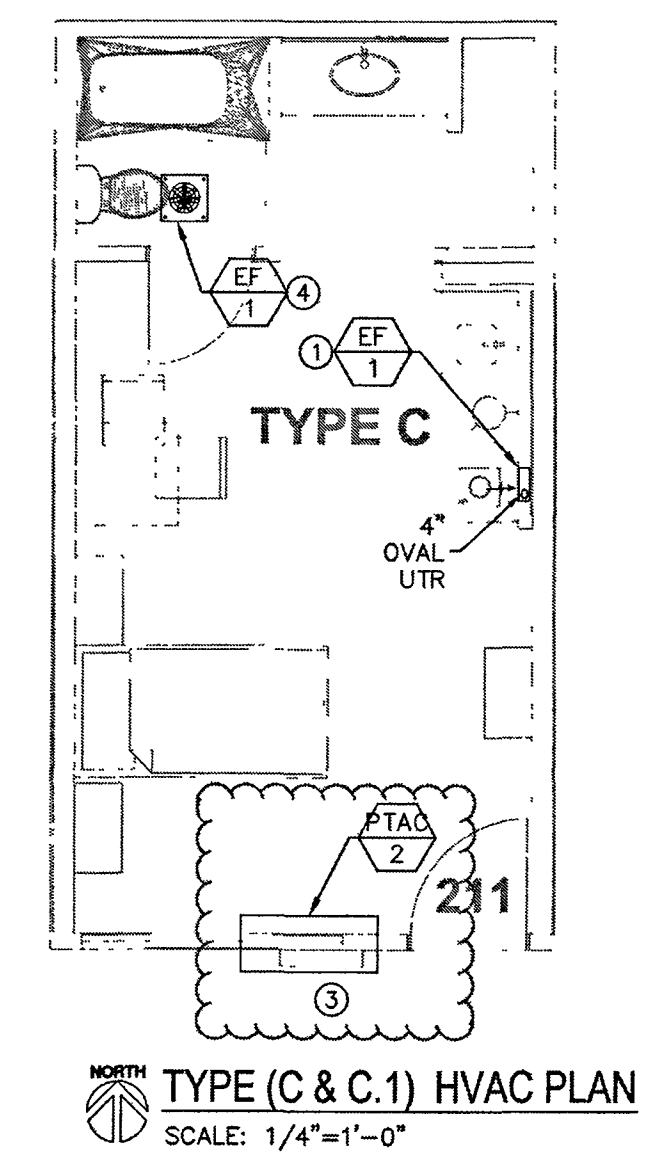 EF
1
4
EF
1
1
TYPE C
4"
OVAL
UTR
PTAC
2
211
3
NORTH
TYPE (C & C.1) HVAC PLAN
SCALE: 1/4"=1'-0"